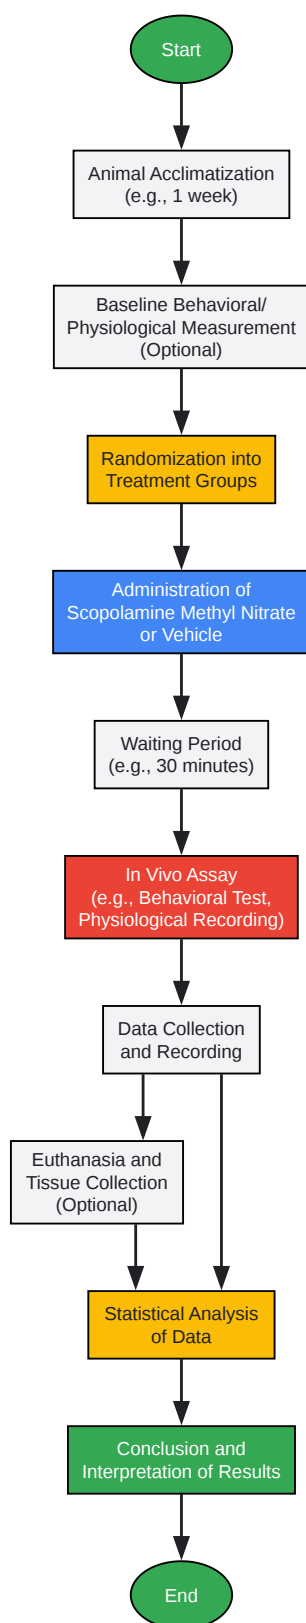 Start
Animal Acclimatization
(e.g., 1 week)
Baseline Behavioral/
Physiological Measurement
(Optional)
Randomization into
Treatment Groups
Administration of
Scopolamine Methyl Nitrate
or Vehicle
Waiting Period
(e.g., 30 minutes)
In Vivo Assay
(e.g., Behavioral Test,
Physiological Recording)
Data Collection
and Recording
Euthanasia and
Tissue Collection
(Optional)
Statistical Analysis
of Data
Conclusion and
Interpretation of Results
End